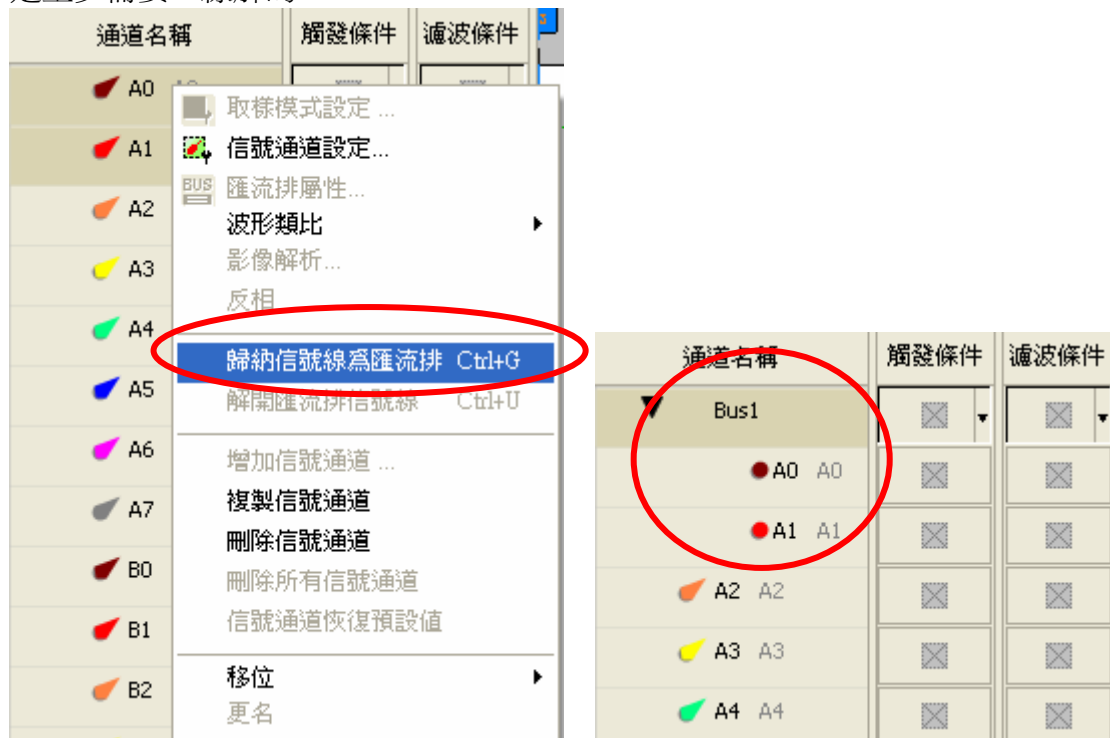 通道名稱 觸發條件 濾波條件
A0
A1
A2
A3
A4
A5
A6
A7
B0
B1
B2
取樣模式設定 ...
信號通道設定...
BUS 匯流排屬性...
波形類比
影像解析...
反相
歸納信號線為匯流排 Ctrl+G
解開匯流排信號線 Ctrl+U
增加信號通道 ...
複製信號通道
刪除信號通道
刪除所有信號通道
信號通道恢復預設值
移位
更名
通道名稱 觸發條件 濾波條件
Bus1
A0 A0
A1 A1
A2 A2
A3 A3
A4 A4